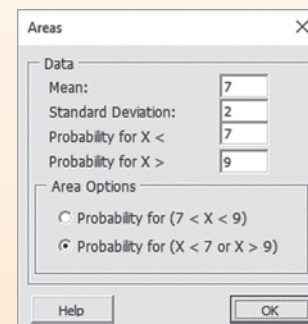 Areas
Data
Mean: 7
Standard Deviation: 2
Probability for X < 7
Probability for X > 9
Area Options
Probability for (7 < X < 9)
Probability for (X < 7 or X > 9)
Help OK